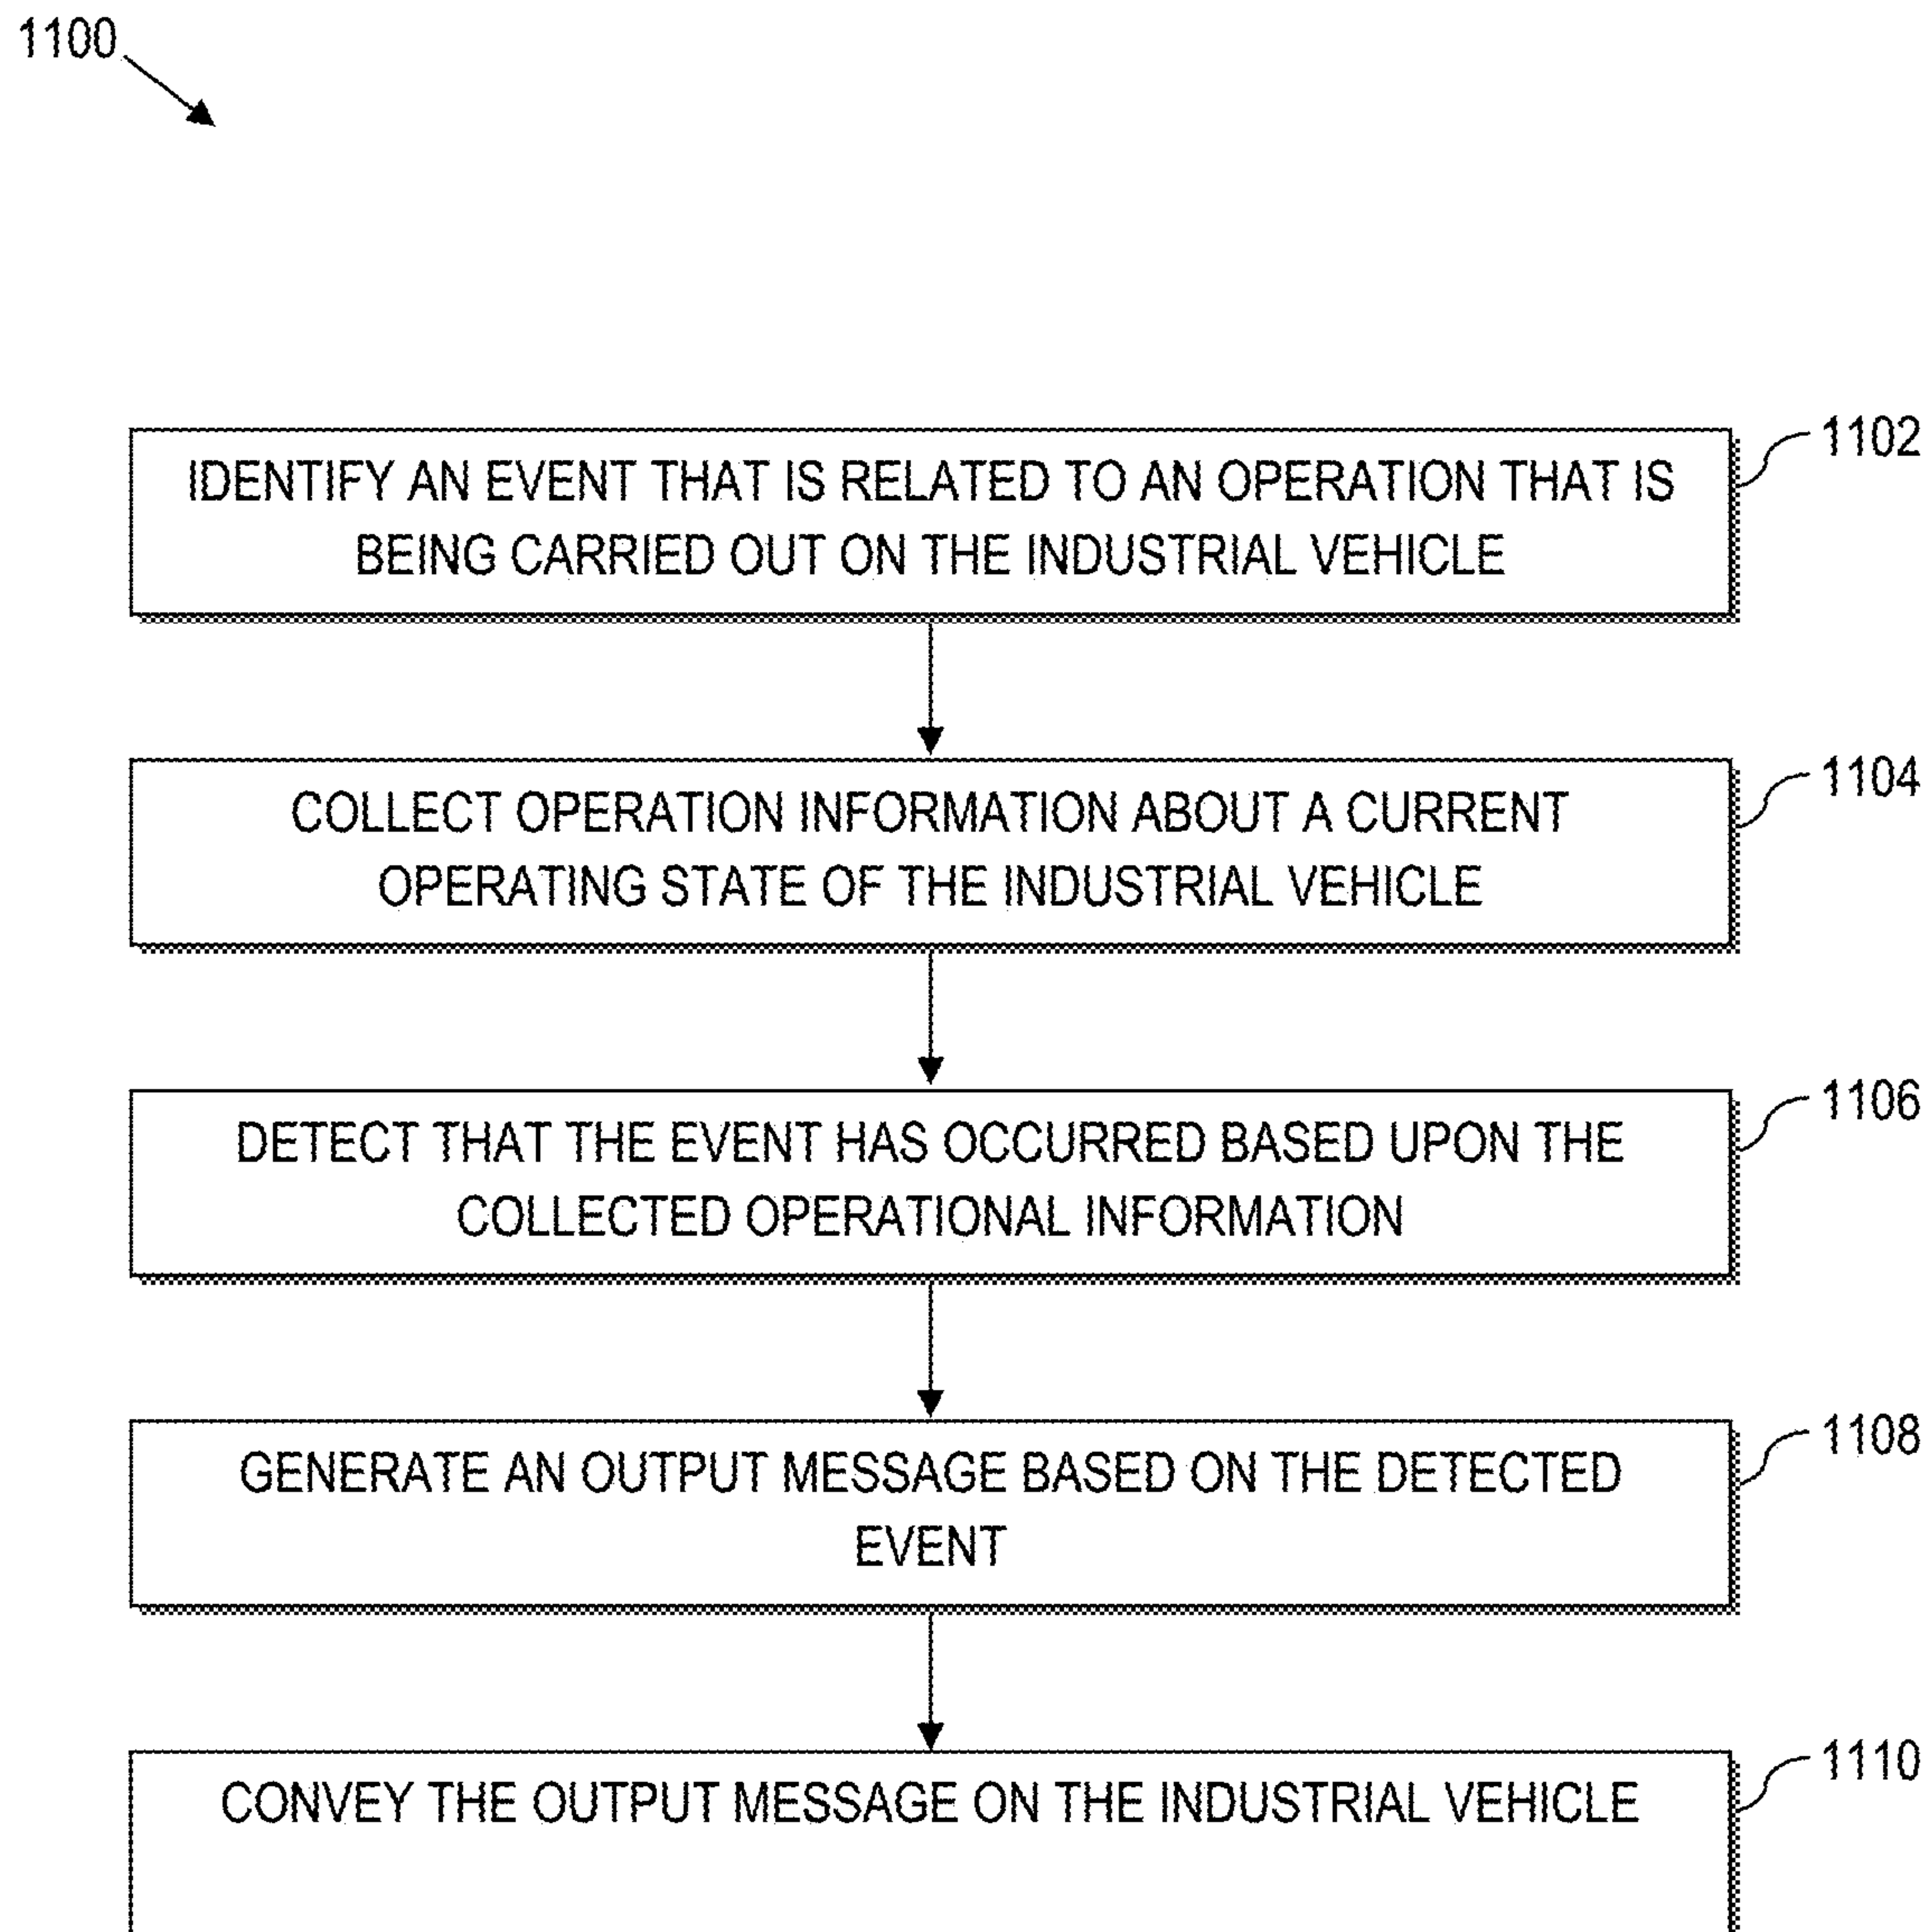 1100
1102
IDENTIFY AN EVENT THAT IS RELATED TO AN OPERATION THAT IS
BEING CARRIED OUT ON THE INDUSTRIAL VEHICLE
1104
COLLECT OPERATION INFORMATION ABOUT A CURRENT
OPERATING STATE OF THE INDUSTRIAL VEHICLE
1106
DETECT THAT THE EVENT HAS OCCURRED BASED UPON THE
COLLECTED OPERATIONAL INFORMATION
1108
GENERATE AN OUTPUT MESSAGE BASED ON THE DETECTED
EVENT
1110
CONVEY THE OUTPUT MESSAGE ON THE INDUSTRIAL VEHICLE